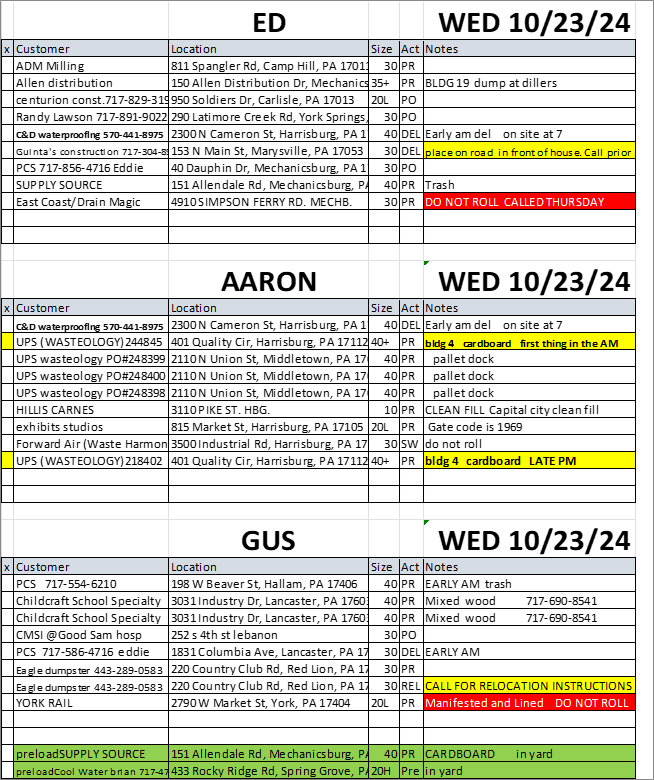 ED WED 10/23/24
x Customer Location Size Act Notes
ADM Milling 811 Spangler Rd, Camp Hill, PA 17011 30 PR
Allen distribution 150 Allen Distribution Dr, Mechanics 35+ PR BLDG 19 dump at dillers
centurion const.717-829-319 950 Soldiers Dr, Carlisle, PA 17013 20L PO
Randy Lawson 717-891-9022 290 Latimore Creek Rd, York Springs, 30 PO
C&D waterproofing 570-441-8975 2300 N Cameron St, Harrisburg, PA 1 40 DEL Early am del on site at 7
Guinta's construction 717-304-8 153 N Main St, Marysville, PA 17053 30 DEL place on road in front of house. Call prior
PCS 717-856-4716 Eddie 40 Dauphin Dr, Mechanicsburg, PA 1 30 PO
SUPPLY SOURCE 151 Allendale Rd, Mechanicsburg, PA 40 PR Trash
East Coast/Drain Magic 4910 SIMPSON FERRY RD. MECHB. 30 PR DO NOT ROLL CALLED THURSDAY
AARON WED 10/23/24
x Customer Location Size Act Notes
C&D waterproofing 570-441-8975 2300 N Cameron St, Harrisburg, PA 1 40 DEL Early am del on site at 7
UPS (WASTEOLOGY) 244845 401 Quality Cir, Harrisburg, PA 17112 40+ PR bldg 4 cardboard first thing in the AM
UPS wasteology PO#248399 2110 N Union St, Middletown, PA 17 40 PR pallet dock
UPS wasteology PO#248400 2110 N Union St, Middletown, PA 17 40 PR pallet dock
UPS wasteology PO#248398 2110 N Union St, Middletown, PA 17 40 PR pallet dock
HILLIS CARNES 3110 PIKE ST. HBG. 10 PR CLEAN FILL Capital city clean fill
exhibits studios 815 Market St, Harrisburg, PA 17105 20L PR Gate code is 1969
Forward Air (Waste Harmon 3500 Industrial Rd, Harrisburg, PA 17 30 SW do not roll
UPS (WASTEOLOGY) 218402 401 Quality Cir, Harrisburg, PA 17112 40+ PR bldg 4 cardboard LATE PM
GUS WED 10/23/24
x Customer Location Size Act Notes
PCS 717-554-6210 198 W Beaver St, Hallam, PA 17406 40 PR EARLY AM trash
Childcraft School Specialty 3031 Industry Dr, Lancaster, PA 1760 40 PR Mixed wood 717-690-8541
Childcraft School Specialty 3031 Industry Dr, Lancaster, PA 1760 40 PR Mixed wood 717-690-8541
CMSI @Good Sam hosp 252 s 4th st lebanon 30 PO
PCS 717-586-4716 eddie 1831 Columbia Ave, Lancaster, PA 17 30 DEL EARLY AM
Eagle dumpster 443-289-0583 220 Country Club Rd, Red Lion, PA 17 30 PR
Eagle dumpster 443-289-0583 220 Country Club Rd, Red Lion, PA 17 30 REL CALL FOR RELOCATION INSTRUCTIONS
YORK RAIL 2790 W Market St, York, PA 17404 20L PR Manifested and Lined DO NOT ROLL
preloadSUPPLY SOURCE 151 Allendale Rd, Mechanicsburg, PA 40 PR CARDBOARD in yard
preloadCool Water brian 717-47 433 Rocky Ridge Rd, Spring Grove, PA 20H Pre in yard